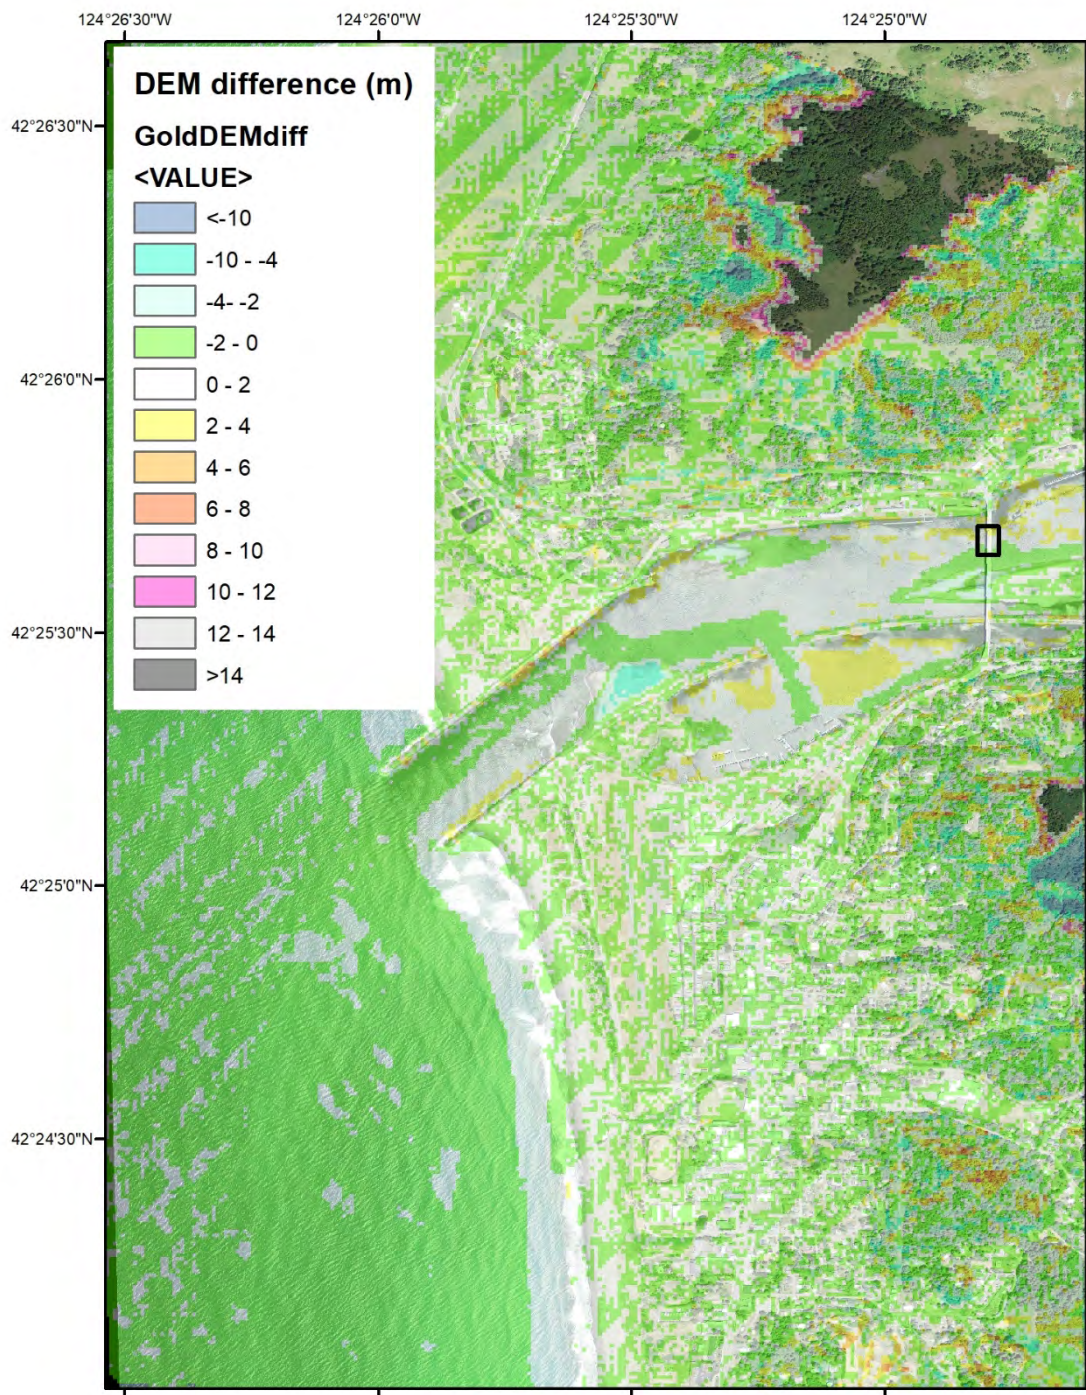 124°26'30"W 124°26'0"W 124°25'30"W 124°25'0"W
DEM difference (m)
GoldDEMdiff
<VALUE>
<-10
-10 - -4
-4- -2
-2 - 0
0 - 2
2 - 4
4 - 6
6 - 8
8 - 10
10 - 12
12 - 14
>14
42°26'30"N
42°26'0"N
42°25'30"N
42°25'0"N
42°24'30"N